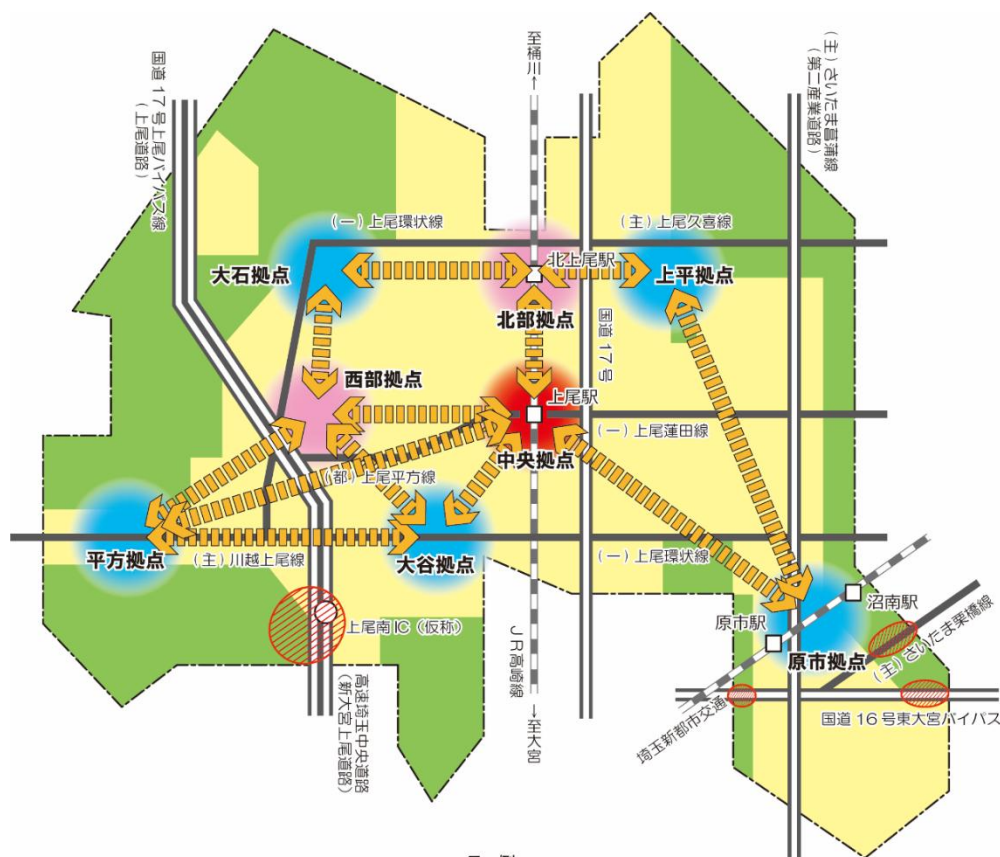 至桶川→
国道17号上尾バイパス線
（上尾道路）
（主）さいたま菖蒲線
（第二産業道路）
（一）上尾環状線
（主）上尾久喜線
大石拠点
北上尾駅
上平拠点
北部拠点
国道17号
西部拠点
上尾駅
（一）上尾蓮田線
中央拠点
（都）上尾平方線
平方拠点
（主）川越上尾線
大谷拠点
（一）上尾環状線
沼南駅
原市駅
上尾南IC（仮称）
原市拠点
（主）さいたま栗橋線
JR高崎線
←至大宮
高速埼玉中央道路
（新大宮上尾道路）
埼玉新都市交通
国道16号東大宮バイパス